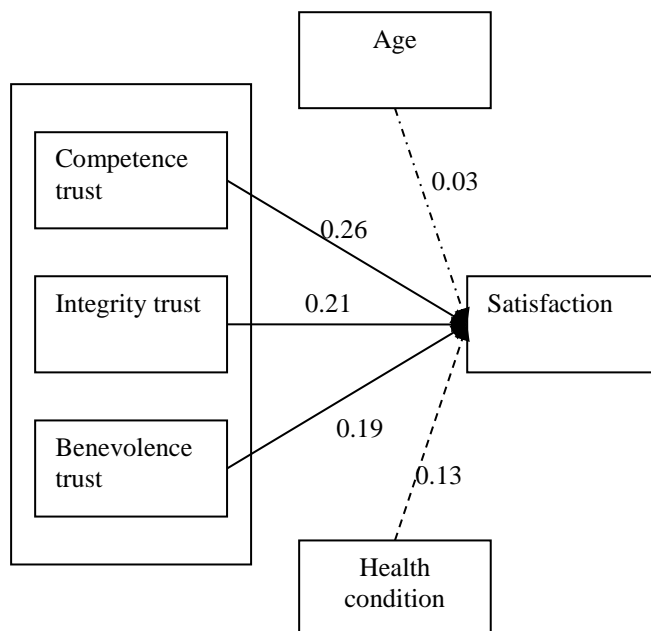 Age
Competence
trust
0.03
0.26
Integrity trust
0.21
Satisfaction
Benevolence
trust
0.19
0.13
Health
condition